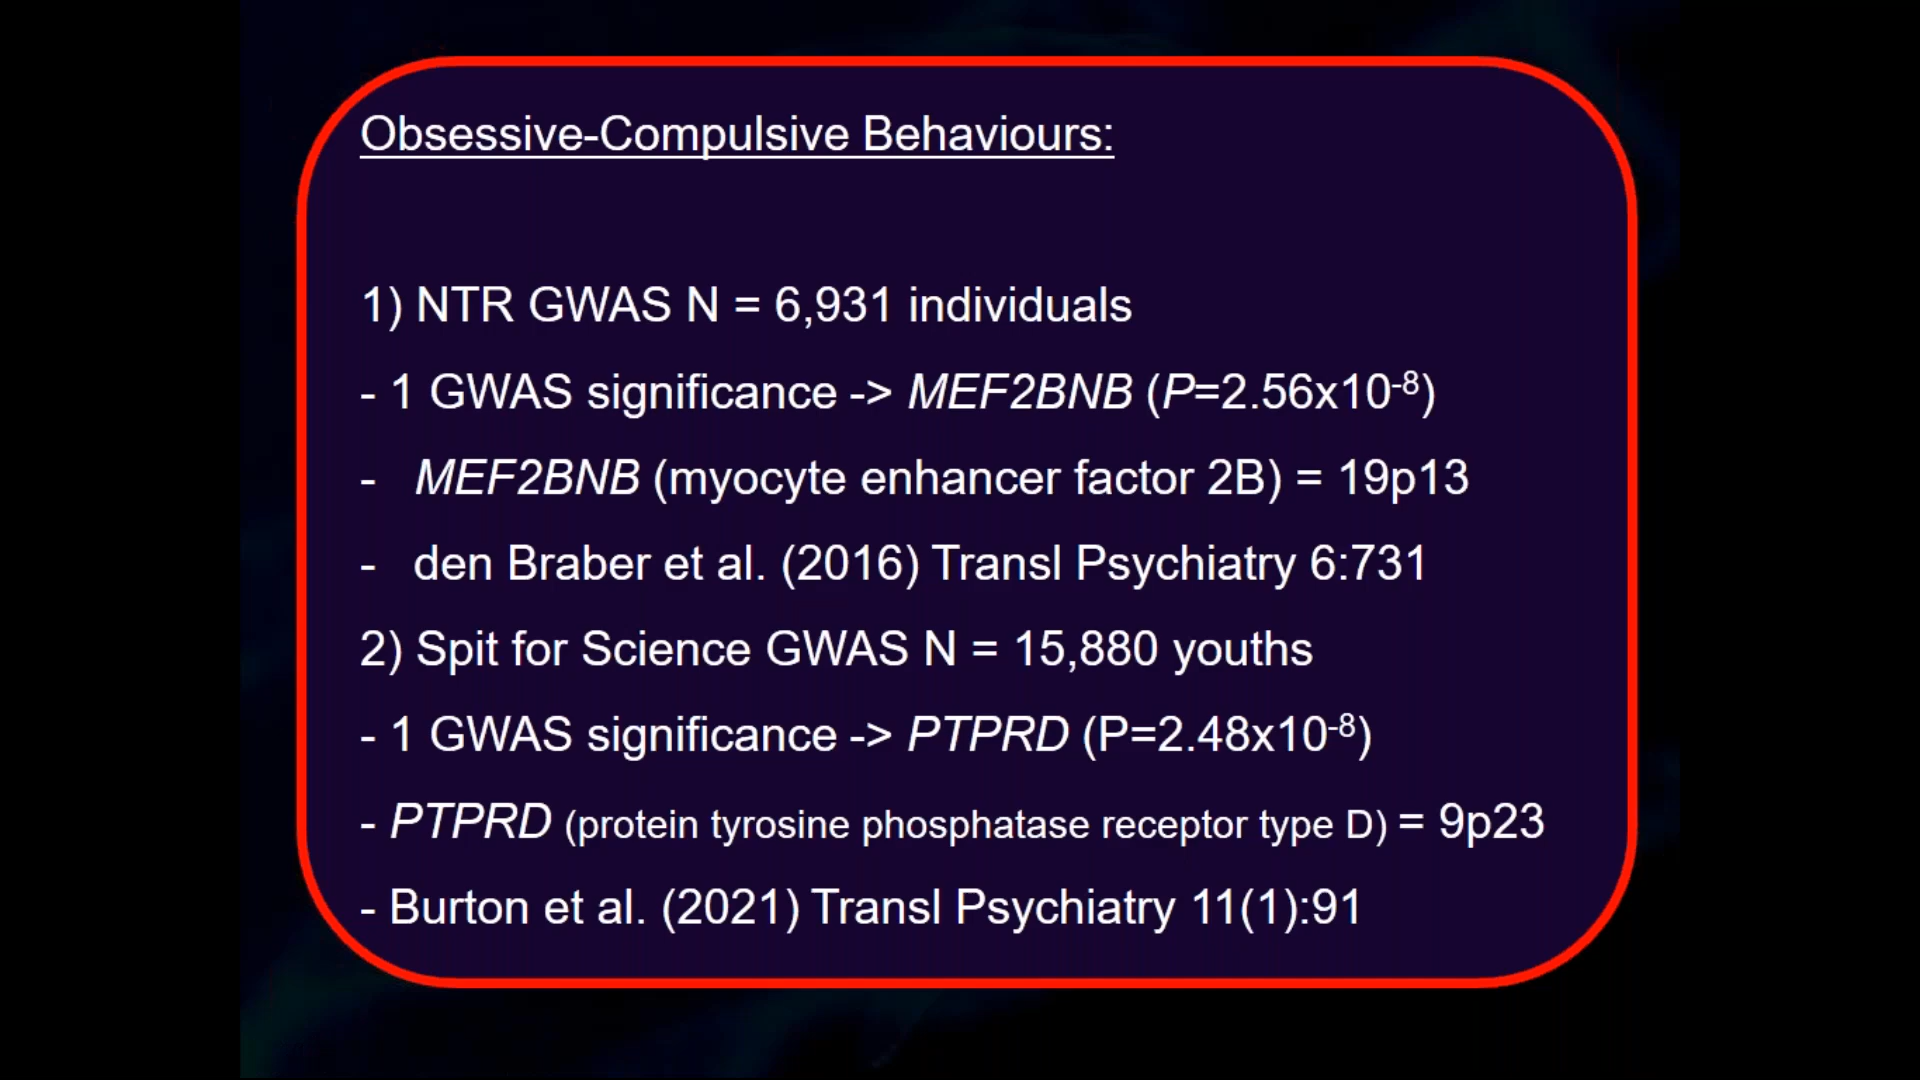 Obsessive-Compulsive Behaviours:
1) NTR GWAS N = 6,931 individuals
- 1 GWAS significance -> MEF2BNB (P=2.56x10⁻⁸)
- MEF2BNB (myocyte enhancer factor 2B) = 19p13
- den Braber et al. (2016) Transl Psychiatry 6:731
2) Spit for Science GWAS N = 15,880 youths
- 1 GWAS significance -> PTPRD (P=2.48x10⁻⁸)
- PTPRD (protein tyrosine phosphatase receptor type D) = 9p23
- Burton et al. (2021) Transl Psychiatry 11(1):91